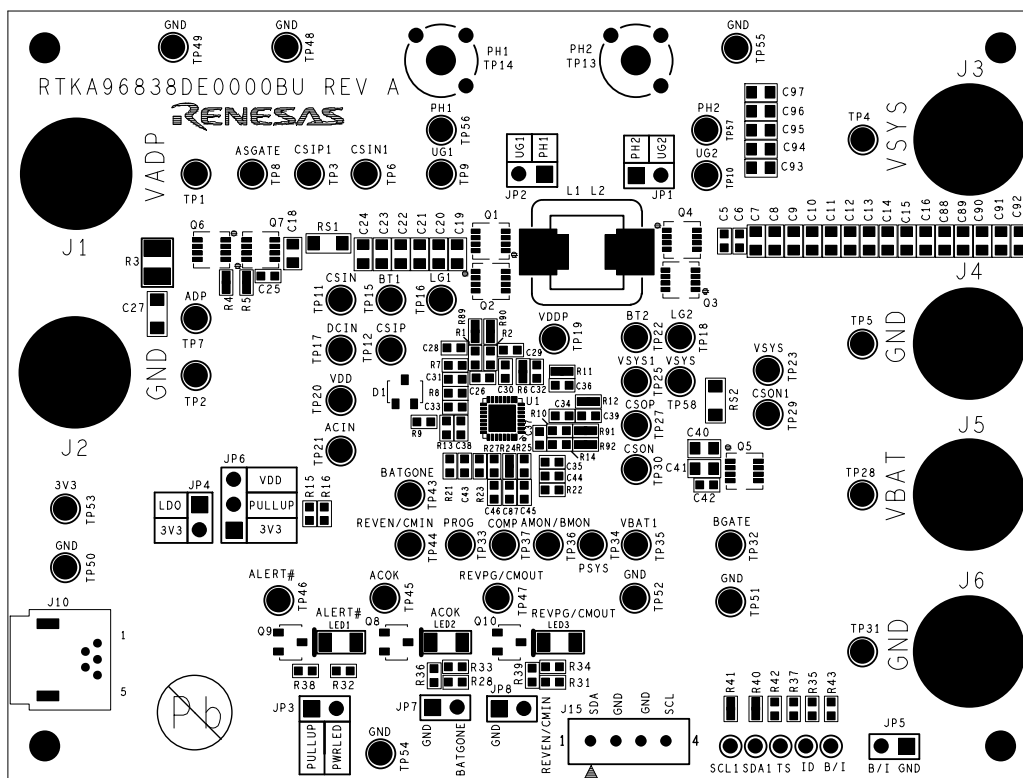 GND GND GND
TP49 TP48 TP55
PH1 TP14 PH2 TP13
RTKA96838DE0000BU REV A
RENESAS
J3
VSYS
TP4
C97
C96
C95
C94
C93
PH1 TP56 PH2 TP57
VADP
J1
TP1
ASGATE TP8
CSIP1 TP3
CSIN1 TP6
UG1 TP9
UG1 PH1
JP2
PH2 UG2
JP1
UG2 TP10
L1 L2
Q6 Q7 C18 RS1 C24 C23 C22 C21 C20 C19 Q1 Q4
C5 C6 C7 C8 C9 C10 C11 C12 C13 C14 C15 C16 C88 C89 C90 C91 C92
R3
R4 R5 C25
C27
Q2 Q3
J4
GND
TP5
ADP TP7
CSIN TP11
BT1 TP15
LG1 TP16
DCIN TP17
CSIP TP12
VDDP TP19
BT2 TP22
LG2 TP18
GND
J2
TP2
R89 R90
R1 R2
C28 C29
R7
C31
R8
C33
C26 C30 R6 C32
R11
C36
VSYS1 TP25
VSYS TP58
RS2
VSYS TP23
CSON1 TP29
VDD TP20
D1
R9
R13 C38
U1
C37
R10
C34
R12
C39
R91
R92
R14
CSOP TP27
CSON TP30
ACIN TP21
R27 R24 R25
R21 C43 R23
C46 C87 C45
C35
C44
R22
C40
C41
C42
Q5
J5
VBAT
TP28
JP6
VDD
PULLUP
3V3
JP4
LDO
3V3
R15 R16
3V3 TP53
BATGONE TP43
REVEN/CMIN TP44
PROG TP33
COMP TP37
AMON/BMON TP36
PSYS TP34
VBAT1 TP35
BGATE TP32
GND TP50
J10
1
5
ALERT# TP46
ACOK TP45
REVPG/CMOUT TP47
GND TP52
GND TP51
J6
GND
TP31
Q9 ALERT# LED1
Q8 ACOK LED2
Q10 REVPG/CMOUT LED3
R38 R32
R36 R33 R28
R39 R34 R31
Pb
JP3
PULLUP
PWRLED
GND TP54
JP7
GND
BATGONE
JP8
GND
REVEN/CMIN
J15
SDA GND GND SCL
1 4
R41 R40 R42 R37 R35 R43
SCL1 SDA1 TS ID B/I
JP5
B/I GND